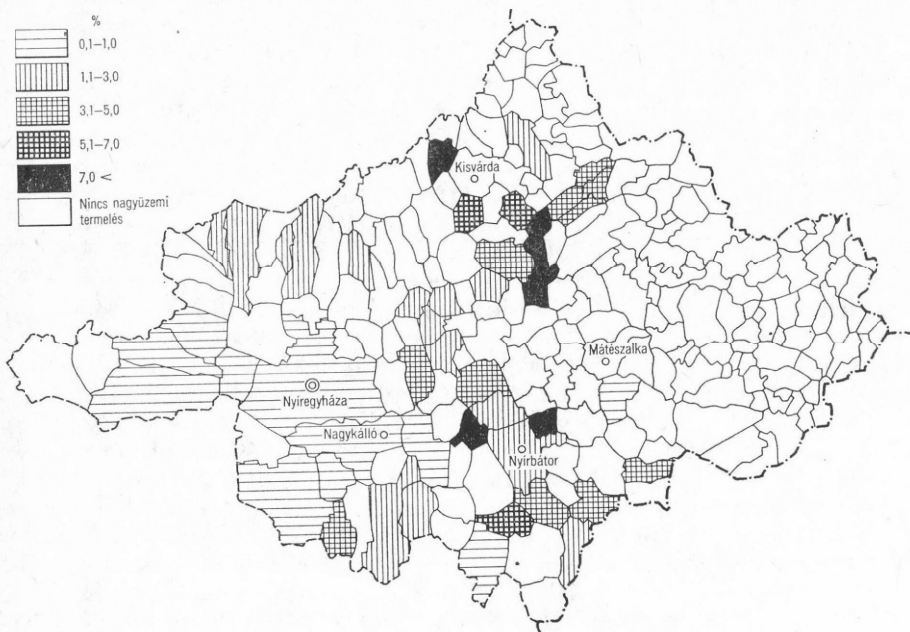 %
0,1—1,0
1,1—3,0
3,1—5,0
5,1—7,0
7,0 <
Nincs nagyüzemi
termelés
Kisvárda
Mátészalka
Nyíregyháza
Nagykálló
Nyírbátor